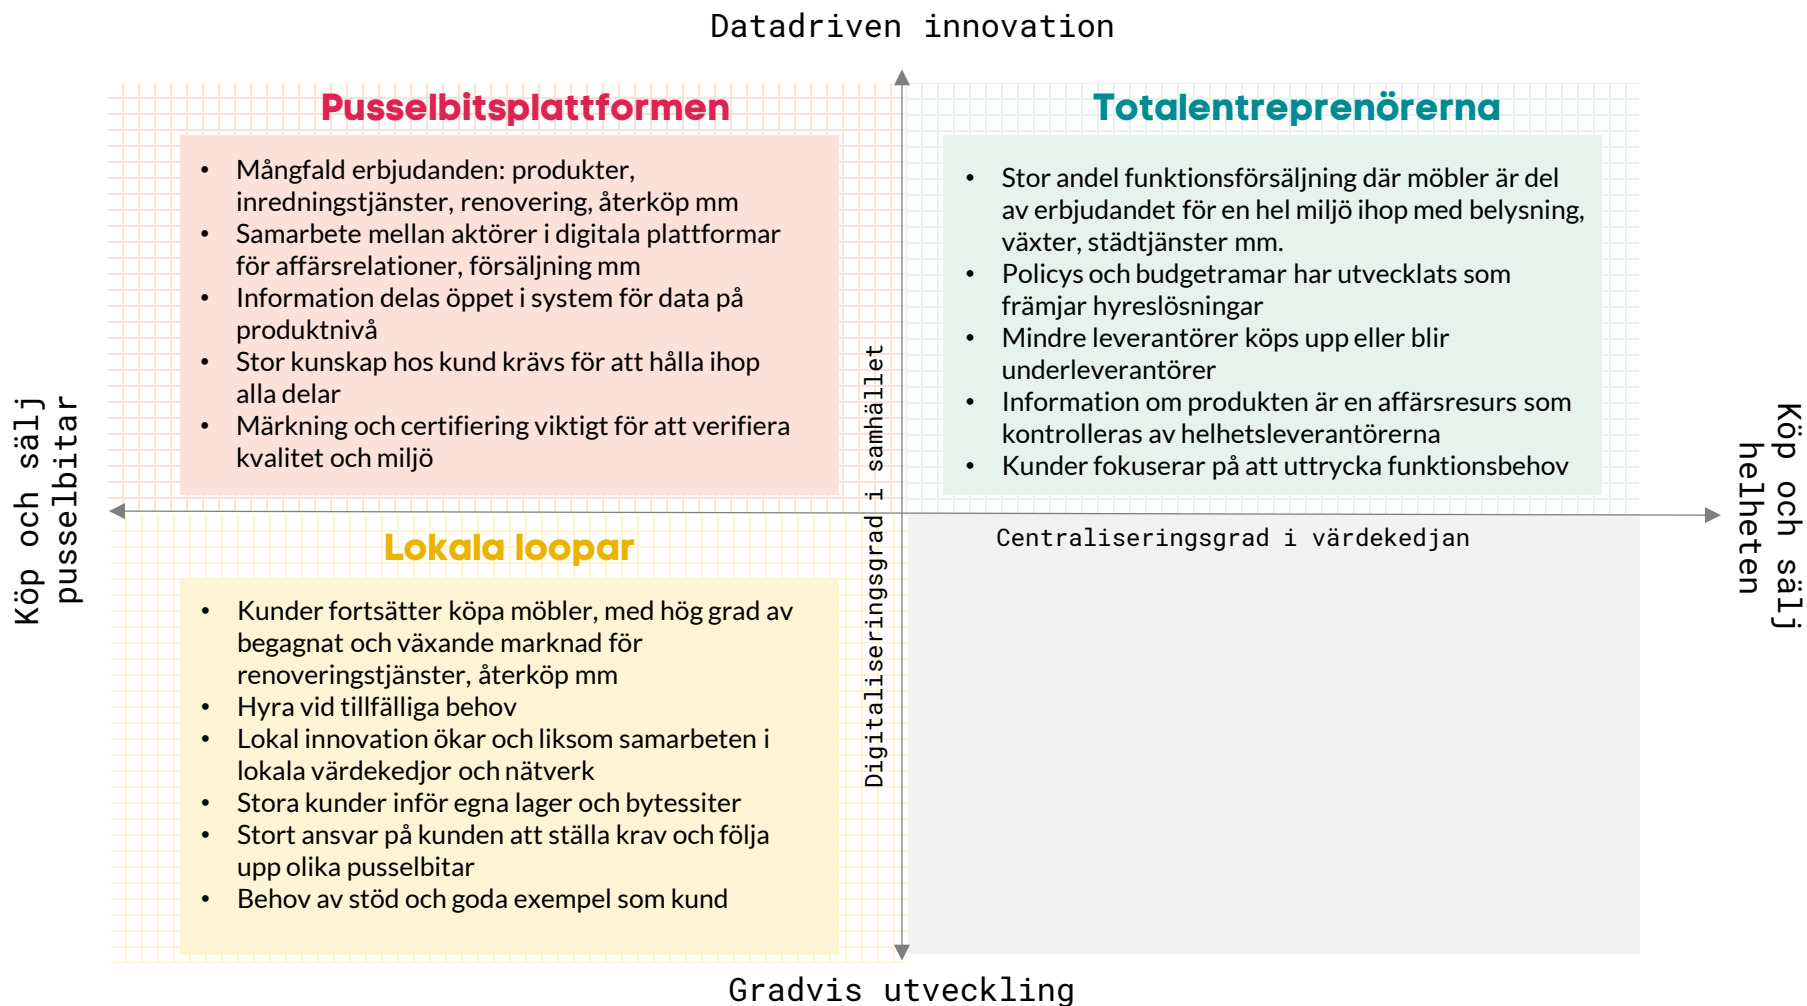 Datadriven innovation
Pusselbitsplattformen
• Mångfald erbjudanden: produkter,
inredningstjänster, renovering, återköp mm
• Samarbete mellan aktörer i digitala plattformar
för affärsrelationer, försäljning mm
• Information delas öppet i system för data på
produktnivå
• Stor kunskap hos kund krävs för att hålla ihop
alla delar
• Märkning och certifiering viktigt för att verifiera
kvalitet och miljö
Totalentreprenörerna
• Stor andel funktionsförsäljning där möbler är del
av erbjudandet för en hel miljö ihop med belysning,
växter, städtjänster mm.
• Policys och budgetramar har utvecklats som
främjar hyreslösningar
• Mindre leverantörer köps upp eller blir
underleverantörer
• Information om produkten är en affärsresurs som
kontrolleras av helhetsleverantörerna
• Kunder fokuserar på att uttrycka funktionsbehov
Köp och sälj
pusselbitar
Digitaliseringsgrad i samhället
Köp och sälj
helheten
Centraliseringsgrad i värdekedjan
Lokala loopar
• Kunder fortsätter köpa möbler, med hög grad av
begagnat och växande marknad för
renoveringstjänster, återköp mm
• Hyra vid tillfälliga behov
• Lokal innovation ökar och liksom samarbeten i
lokala värdekedjor och nätverk
• Stora kunder inför egna lager och bytessiter
• Stort ansvar på kunden att ställa krav och följa
upp olika pusselbitar
• Behov av stöd och goda exempel som kund
Gradvis utveckling